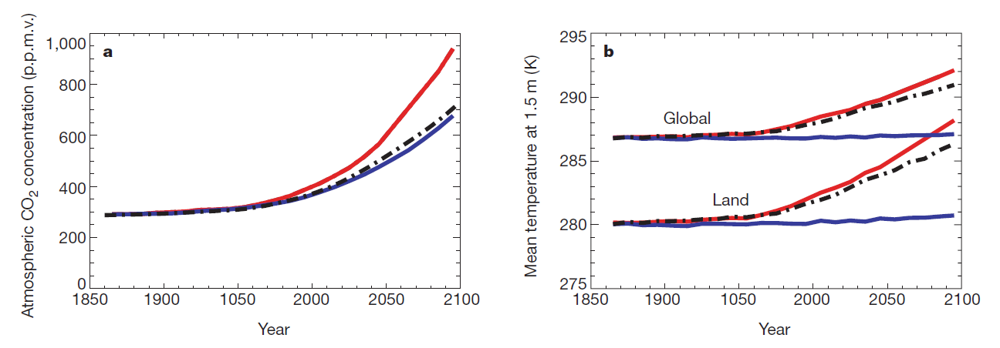 Atmospheric CO2 concentration (p.p.m.v.)
a
1,000
800
600
400
200
0
1850 1900 1050 2000 2050 2100
Year
Mean temperature at 1.5 m (K)
b
295
290
285
280
275
Global
Land
1850 1900 1050 2000 2050 2100
Year